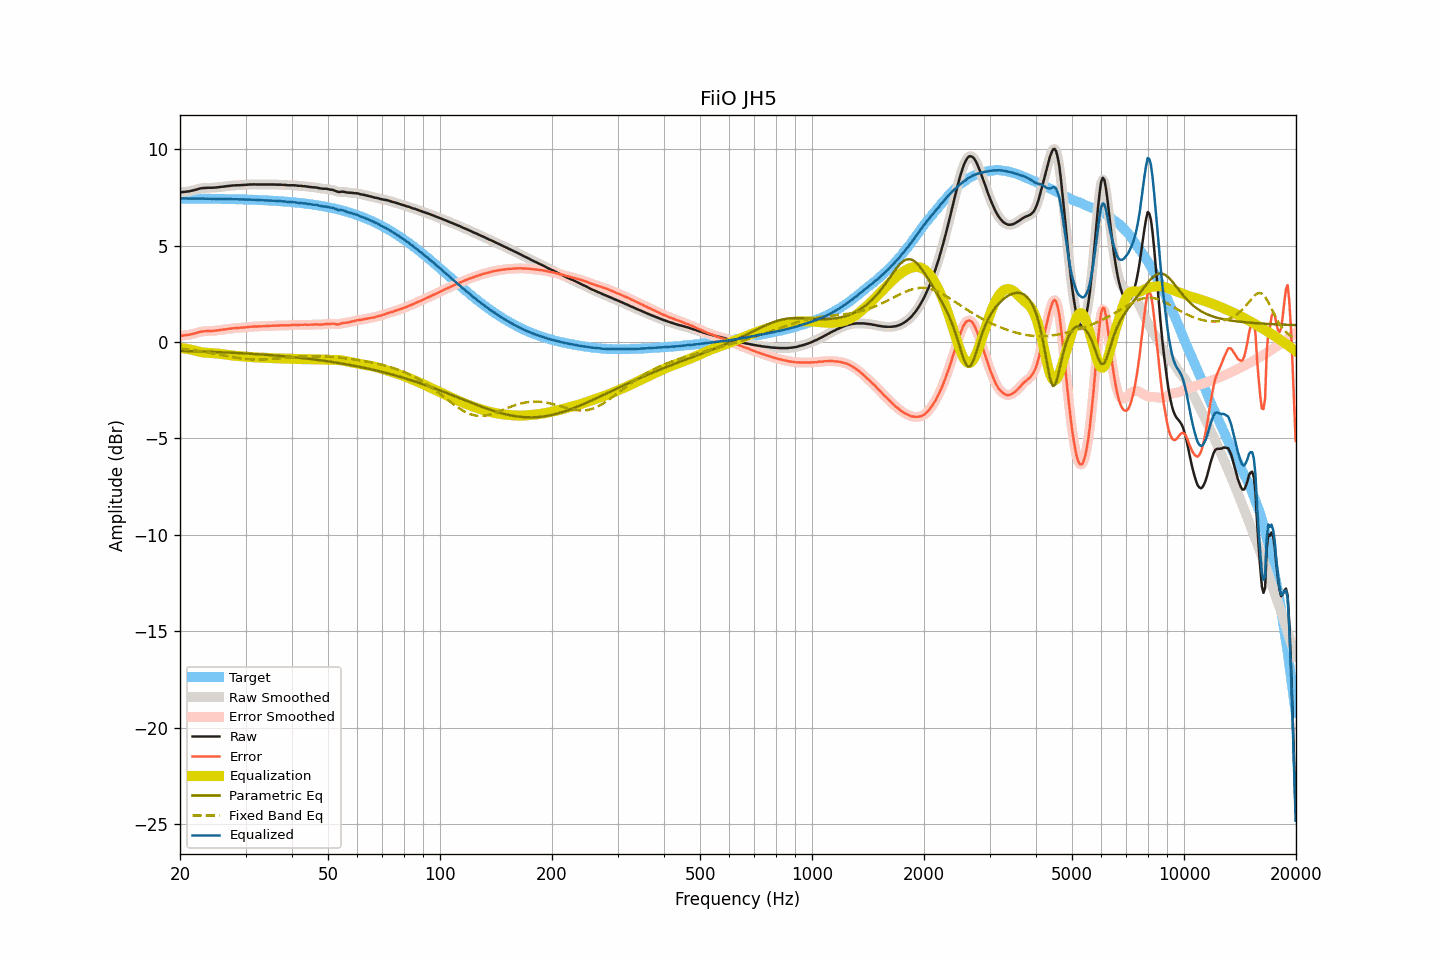 FiiO JH5
Amplitude (dBr)
10
5
0
−5
−10
−15
−20
−25
Target
Raw Smoothed
Error Smoothed
Raw
Error
Equalization
Parametric Eq
Fixed Band Eq
Equalized
20 50 100 200 500 1000 2000 5000 10000 20000
Frequency (Hz)